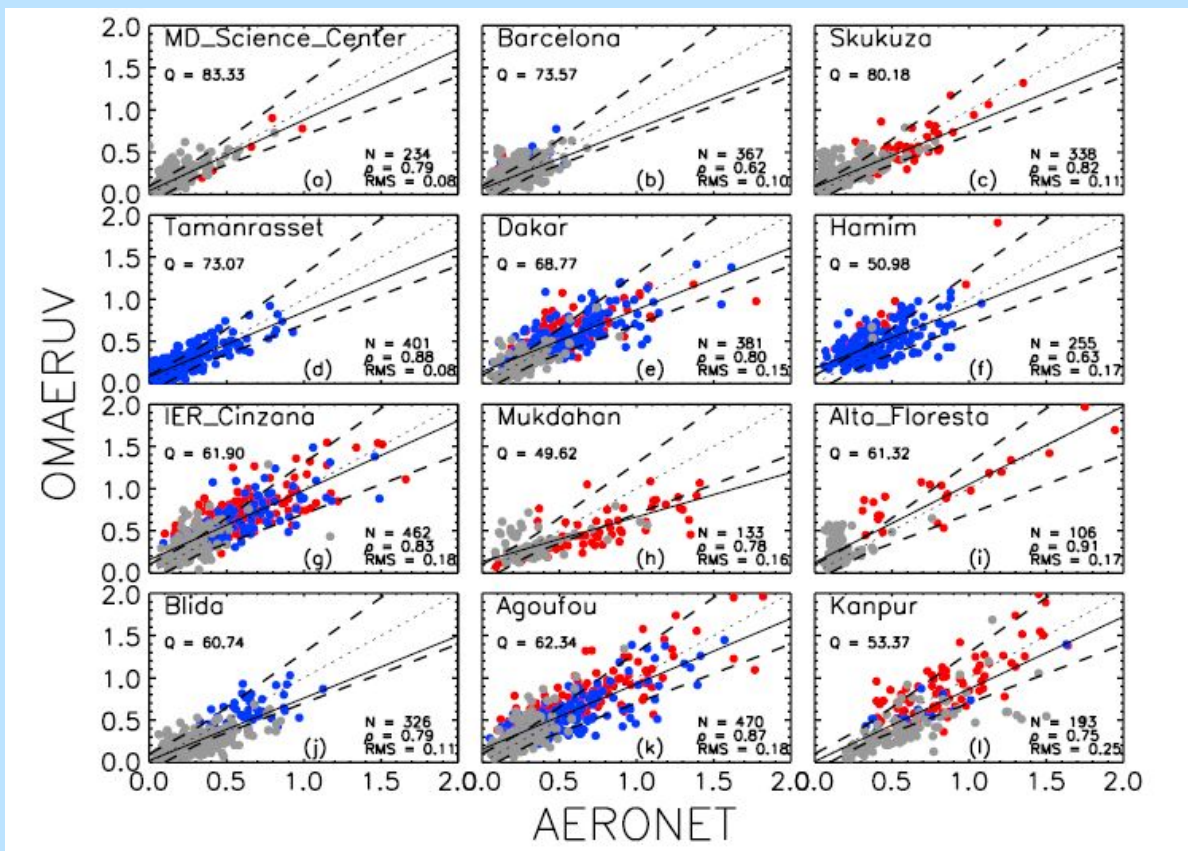 OMAERUV
2.0
1.5
1.0
0.5
0.0
MD_Science_Center
Q = 83.33
N = 234
ρ = 0.79
RMS = 0.08
(a)
Barcelona
Q = 73.57
N = 367
ρ = 0.62
RMS = 0.10
(b)
Skukuza
Q = 80.18
N = 338
ρ = 0.82
RMS = 0.11
(c)
2.0
1.5
1.0
0.5
0.0
Tamanrasset
Q = 73.07
N = 401
ρ = 0.88
RMS = 0.08
(d)
Dakar
Q = 68.77
N = 381
ρ = 0.80
RMS = 0.15
(e)
Hamim
Q = 50.98
N = 255
ρ = 0.63
RMS = 0.17
(f)
2.0
1.5
1.0
0.5
0.0
IER_Cinzana
Q = 61.90
N = 462
ρ = 0.83
RMS = 0.18
(g)
Mukdahan
Q = 49.62
N = 133
ρ = 0.78
RMS = 0.16
(h)
Alta_Floresta
Q = 61.32
N = 106
ρ = 0.91
RMS = 0.17
(i)
2.0
1.5
1.0
0.5
0.0
Blida
Q = 60.74
N = 326
ρ = 0.79
RMS = 0.11
(j)
Agoufou
Q = 62.34
N = 470
ρ = 0.87
RMS = 0.18
(k)
Kanpur
Q = 53.37
N = 193
ρ = 0.75
RMS = 0.25
(l)
0.0 0.5 1.0 1.5 2.0 0.0 0.5 1.0 1.5 2.0 0.0 0.5 1.0 1.5 2.0
AERONET